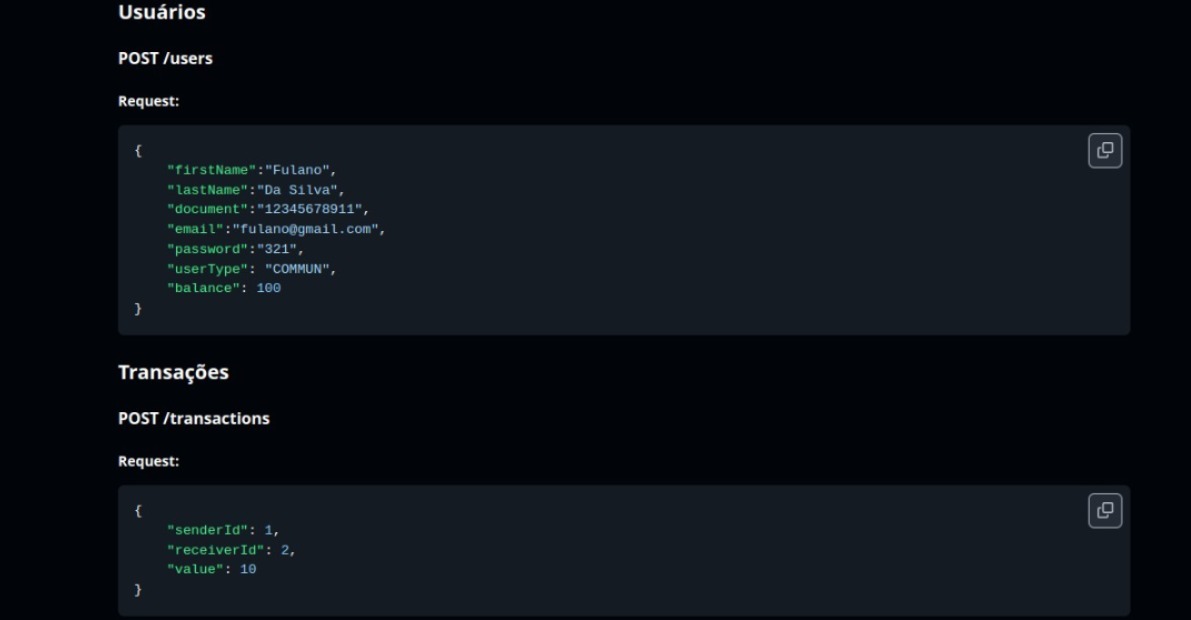 Usuários
POST /users
Request:
{
"firstName":"Fulano",
"lastName":"Da Silva",
"document":"12345678911",
"email":"fulano@gmail.com",
"password":"321",
"userType": "COMMUN",
"balance": 100
}
Transações
POST /transactions
Request:
{
"senderId": 1,
"receiverId": 2,
"value": 10
}